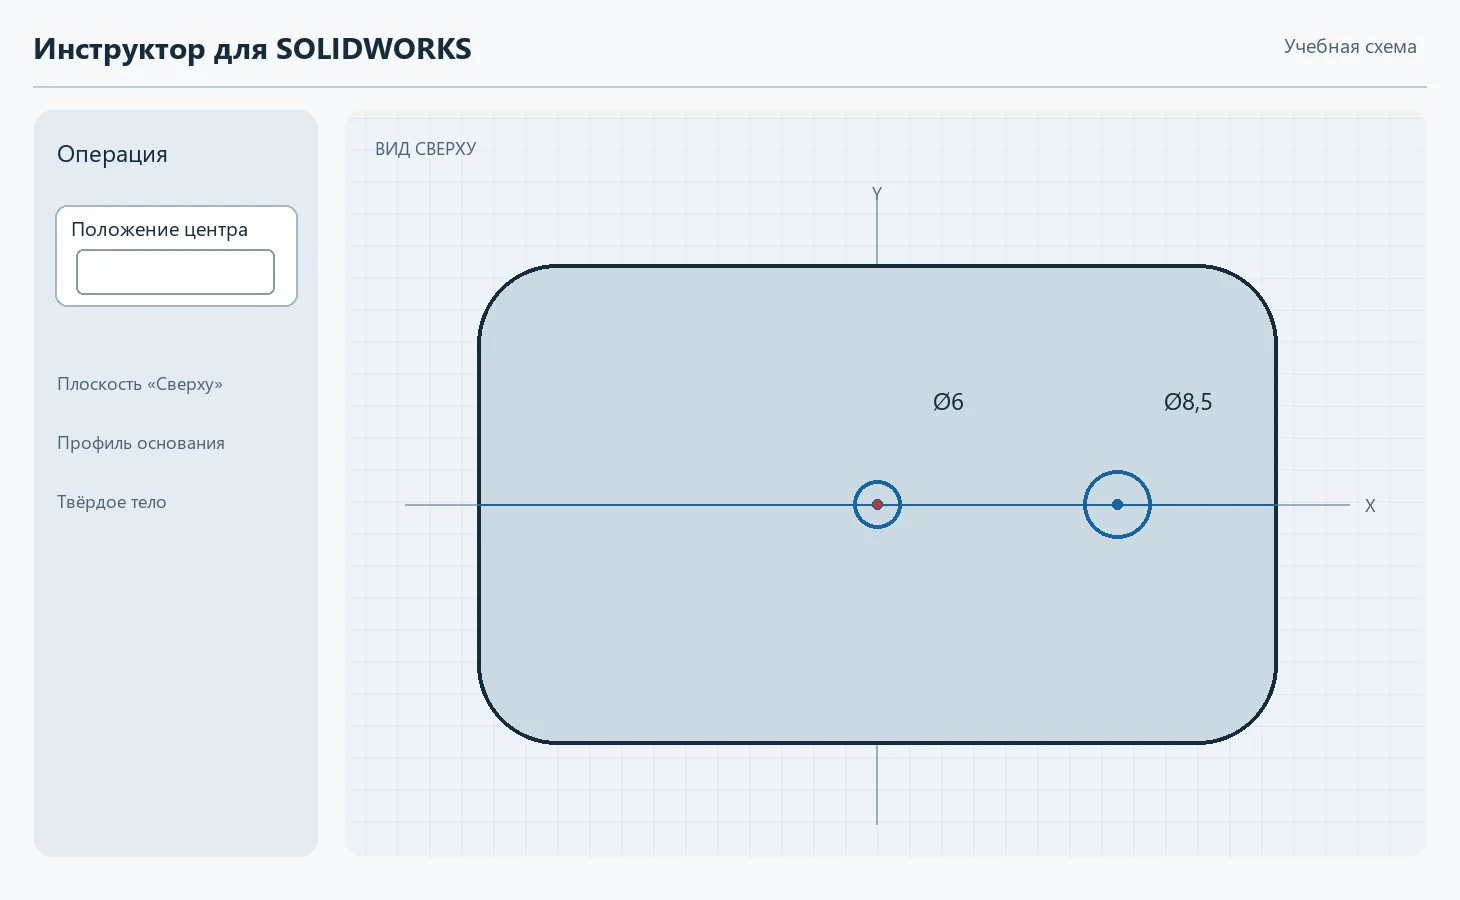 Инструктор для SOLIDWORKS
Учебная схема
Операция
Положение центра
Плоскость «Сверху»
Профиль основания
Твёрдое тело
ВИД СВЕРХУ
Y
Ø6
Ø8,5
X